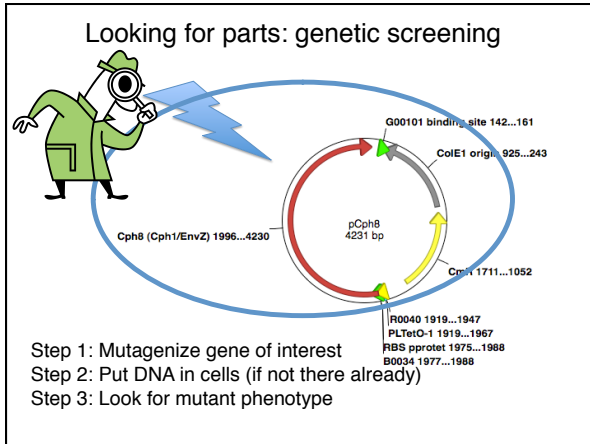 Looking for parts: genetic screening
G00101 binding site 142...161
ColE1 origin 925...243
pCph8
4231 bp
Cph8 (Cph1/EnvZ) 1996...4230
CmR 1711...1052
R0040 1919...1947
PLTetO-1 1919...1967
RBS pprotet 1975...1988
B0034 1977...1988
Step 1: Mutagenize gene of interest
Step 2: Put DNA in cells (if not there already)
Step 3: Look for mutant phenotype